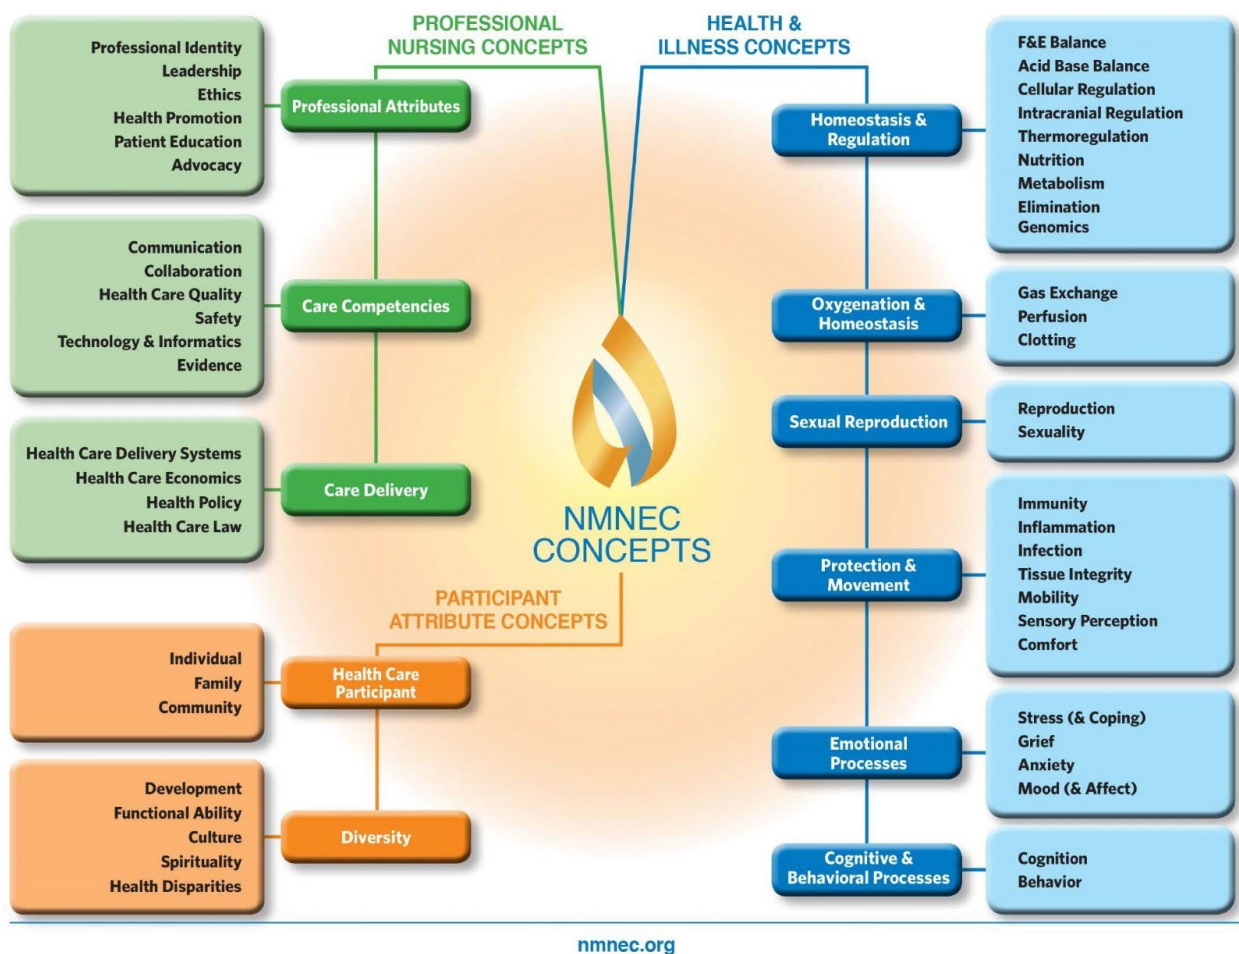 PROFESSIONAL
NURSING CONCEPTS
Professional Attributes
Professional Identity
Leadership
Ethics
Health Promotion
Patient Education
Advocacy
Care Competencies
Communication
Collaboration
Health Care Quality
Safety
Technology & Informatics
Evidence
Care Delivery
Health Care Delivery Systems
Health Care Economics
Health Policy
Health Care Law
HEALTH &
ILLNESS CONCEPTS
Homeostasis &
Regulation
F&E Balance
Acid Base Balance
Cellular Regulation
Intracranial Regulation
Thermoregulation
Nutrition
Metabolism
Elimination
Genomics
Oxygenation &
Homeostasis
Gas Exchange
Perfusion
Clotting
Sexual Reproduction
Reproduction
Sexuality
Protection &
Movement
Immunity
Inflammation
Infection
Tissue Integrity
Mobility
Sensory Perception
Comfort
Emotional
Processes
Stress (& Coping)
Grief
Anxiety
Mood (& Affect)
Cognitive &
Behavioral Processes
Cognition
Behavior
NMNEC
CONCEPTS
PARTICIPANT
ATTRIBUTE CONCEPTS
Health Care
Participant
Individual
Family
Community
Diversity
Development
Functional Ability
Culture
Spirituality
Health Disparities
nmnec.org